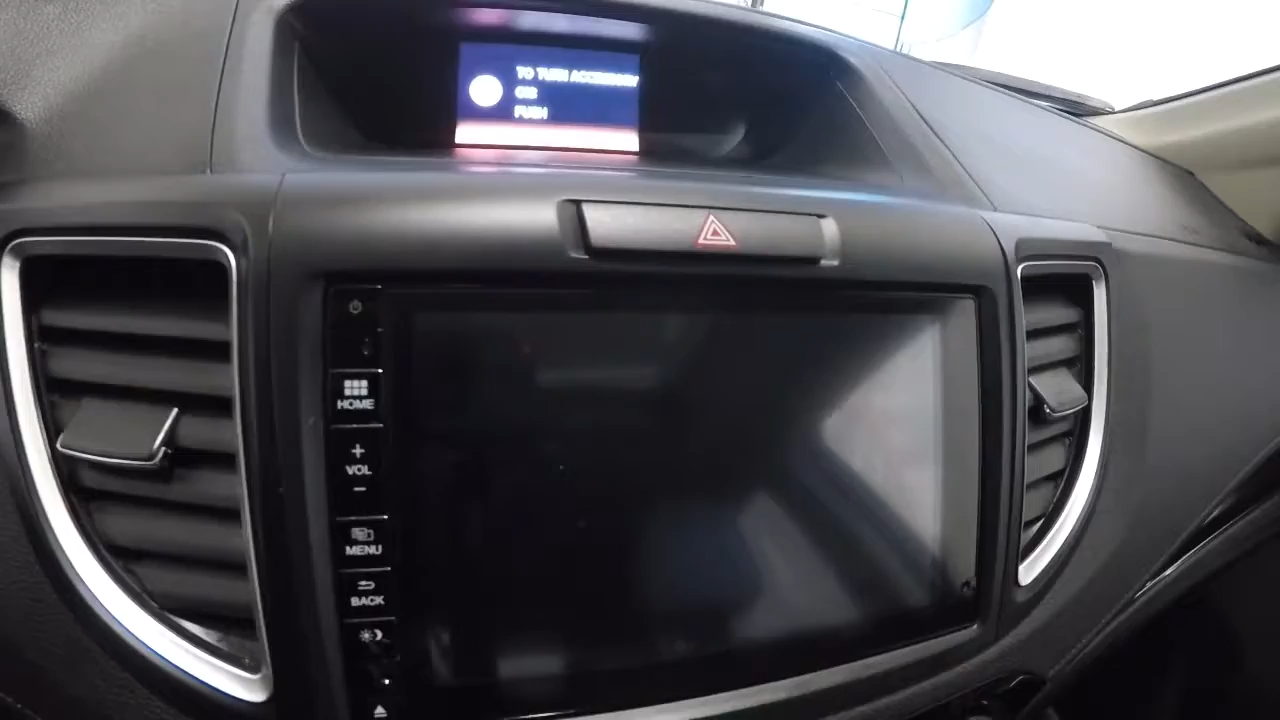 TO TURN ACCESSORY
ON:
PUSH
HOME
+
VOL
−
MENU
BACK